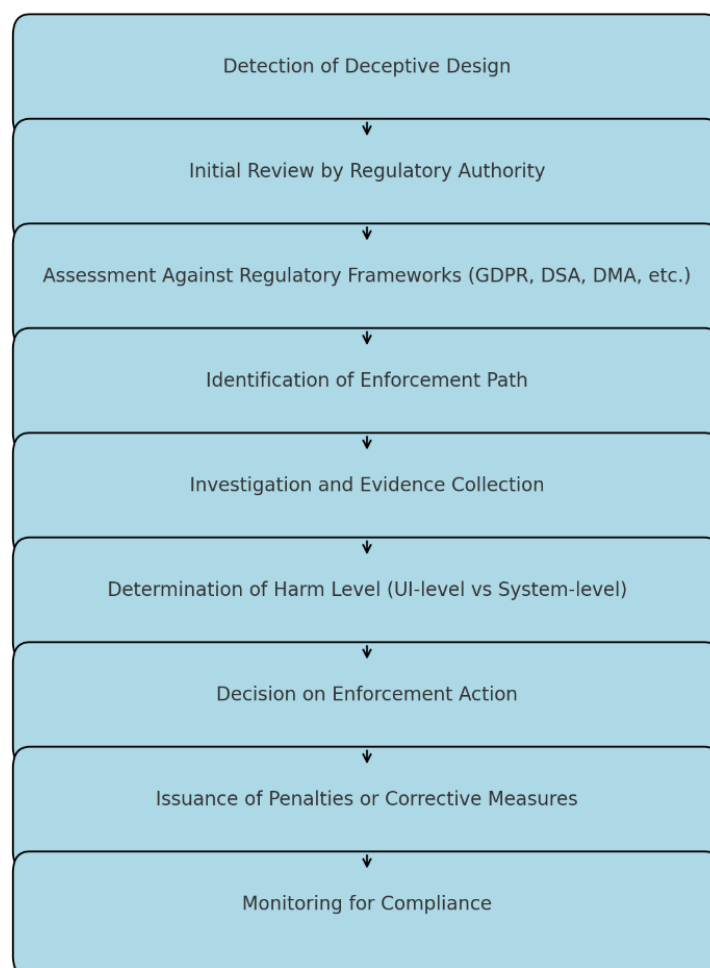 Detection of Deceptive Design
Initial Review by Regulatory Authority
Assessment Against Regulatory Frameworks (GDPR, DSA, DMA, etc.)
Identification of Enforcement Path
Investigation and Evidence Collection
Determination of Harm Level (UI-level vs System-level)
Decision on Enforcement Action
Issuance of Penalties or Corrective Measures
Monitoring for Compliance